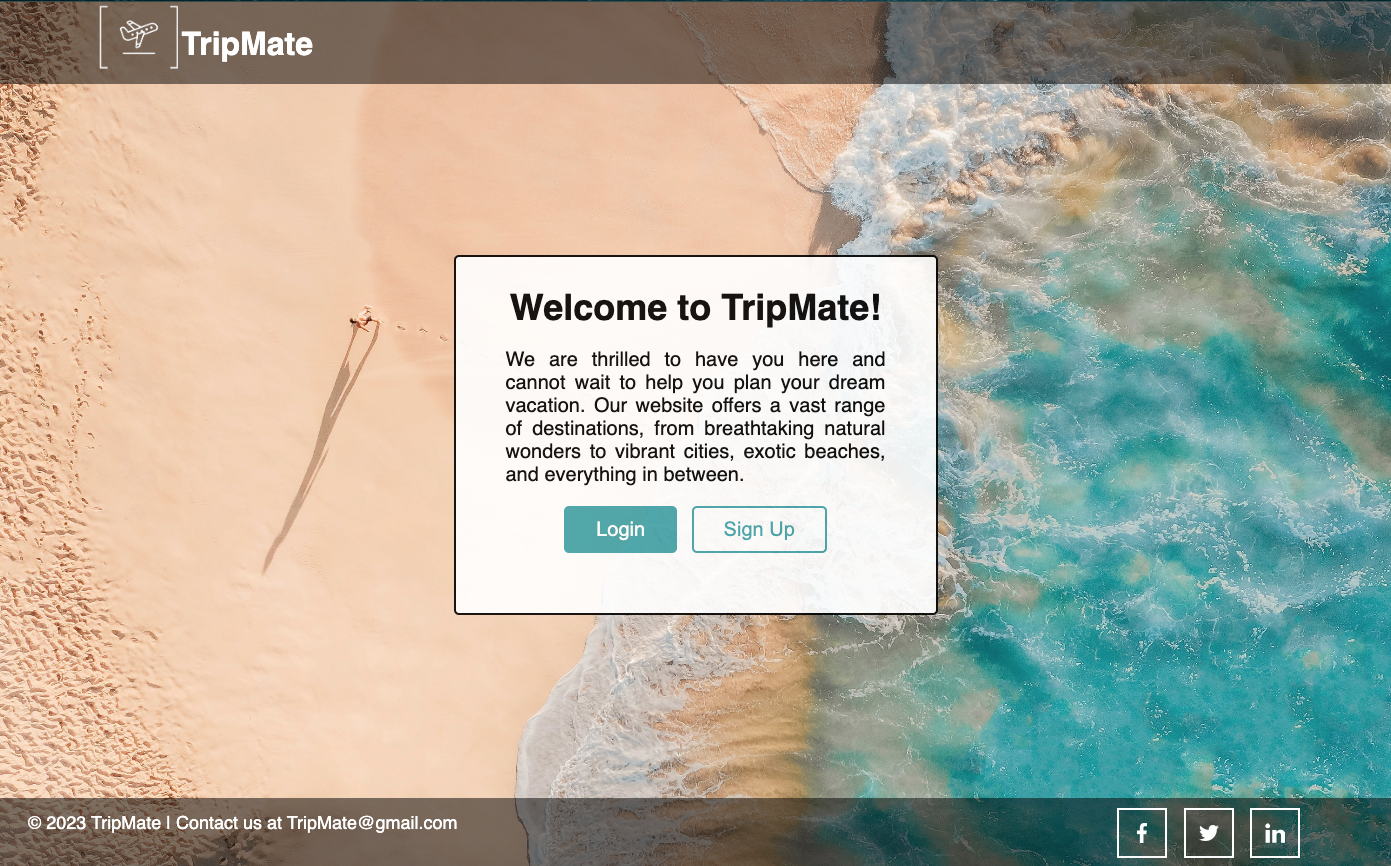 TripMate
Welcome to TripMate!
We are thrilled to have you here and
cannot wait to help you plan your dream
vacation. Our website offers a vast range
of destinations, from breathtaking natural
wonders to vibrant cities, exotic beaches,
and everything in between.
Login Sign Up
© 2023 TripMate | Contact us at TripMate@gmail.com